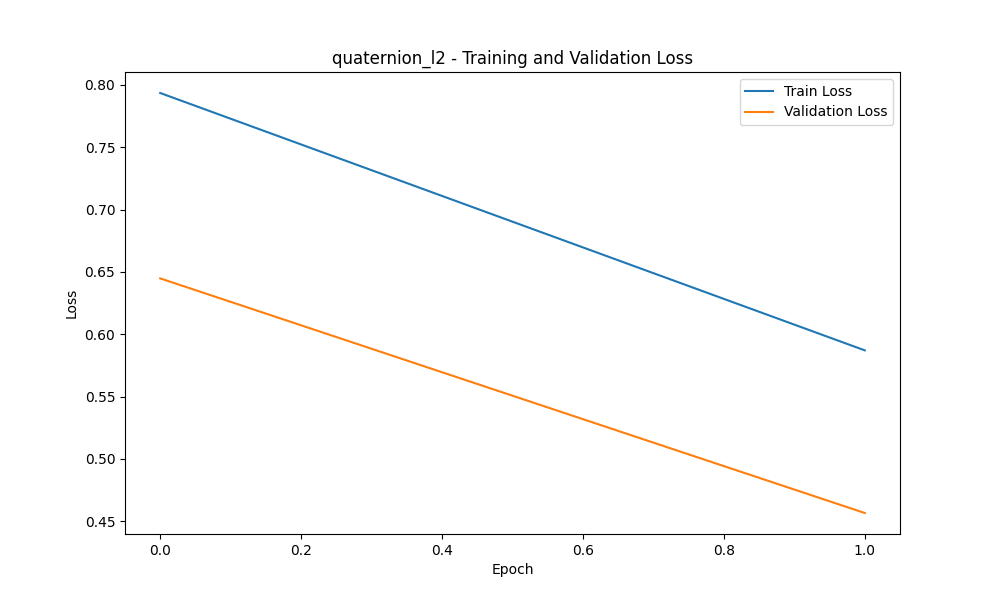 quaternion_l2 - Training and Validation Loss
Train Loss
Validation Loss
0.80
0.75
0.70
0.65
0.60
0.55
0.50
0.45
Loss
0.0 0.2 0.4 0.6 0.8 1.0
Epoch